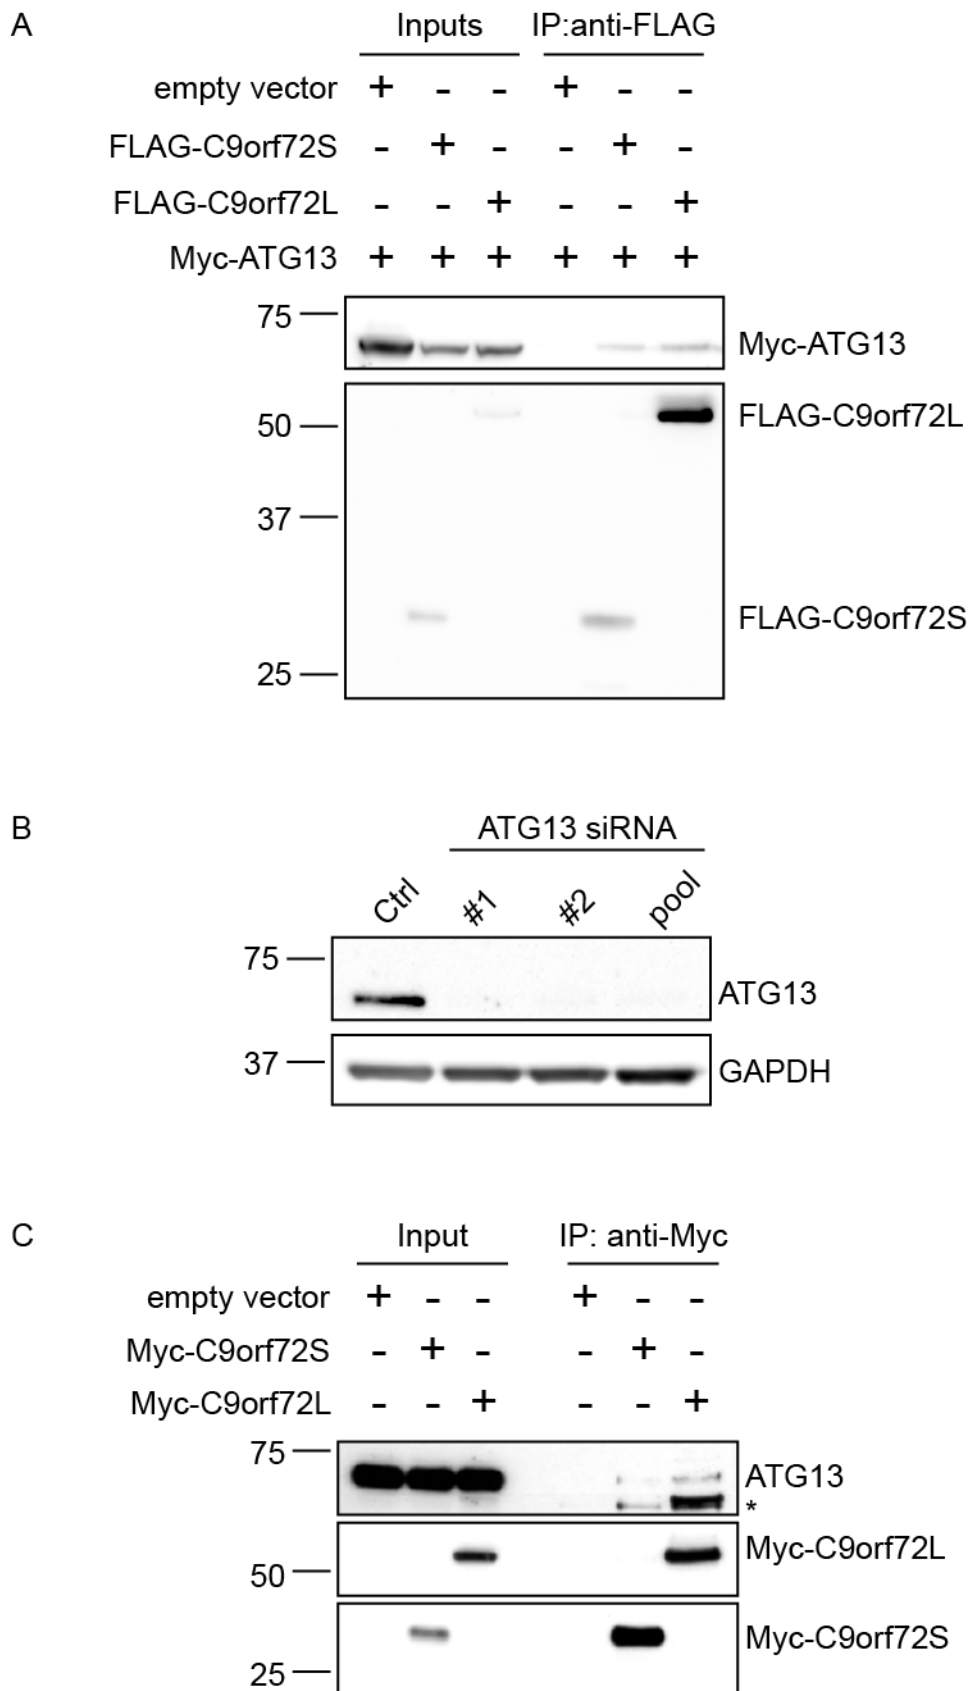 A
Inputs IP:anti-FLAG
empty vector + - - + - -
FLAG-C9orf72S - + - - + -
FLAG-C9orf72L - - + - - +
Myc-ATG13 + + + + + +
75
Myc-ATG13
FLAG-C9orf72L
50
37
FLAG-C9orf72S
25
B
ATG13 siRNA
Ctrl #1 #2 pool
75
ATG13
37
GAPDH
C
Input IP: anti-Myc
empty vector + - - + - -
Myc-C9orf72S - + - - + -
Myc-C9orf72L - - + - - +
75
ATG13
*
Myc-C9orf72L
50
Myc-C9orf72S
25